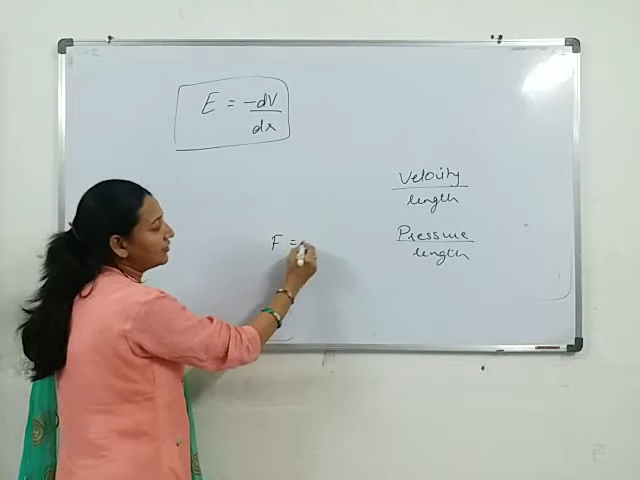 E = -dV
dx
Velocity
length
Pressure
length
F =